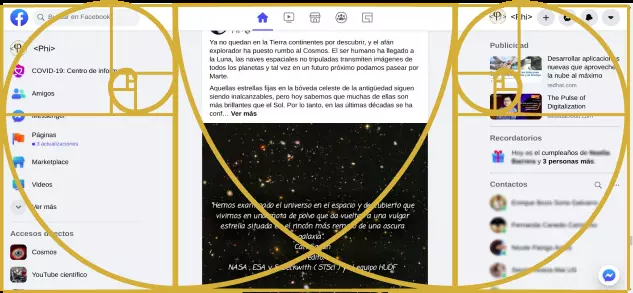 Buscar en Facebook
<Phi>
<Phi>
COVID-19: Centro de inform
Amigos
Messenger
Páginas
3 actualizaciones
Marketplace
Videos
Ver más
Accesos directos
Cosmos
YouTube científico
Ya no quedan en la Tierra continentes por descubrir, y el afán
explorador ha puesto rumbo al Cosmos. El ser humano ha llegado a
la Luna, las naves espaciales no tripuladas transmiten imágenes de
todos los planetas y tal vez en un futuro próximo podamos pasear por
Marte.
Aquellas estrellas fijas en la bóveda celeste de la antigüedad siguen
siendo inalcanzables, pero hoy sabemos que muchas de ellas son
más brillantes que el Sol. Por lo tanto, en las últimas décadas se ha
conf... Ver más
"Hemos examinado el universo en el espacio y descubierto que
vivimos en una mota de polvo que da vueltas a una vulgar
estrella situada en el rincón más remoto de una oscura
galaxia"
Carl Sagan
NASA , ESA y S. Beckwith ( STScI ) y el equipo HUDF
Publicidad
Desarrollar aplicaciones
nuevas que aproveche
la nube al máximo
redhat.com
The Pulse of
Digitalization
Recordatorios
Hoy es el cumpleaños de
y 3 personas más.
Contactos